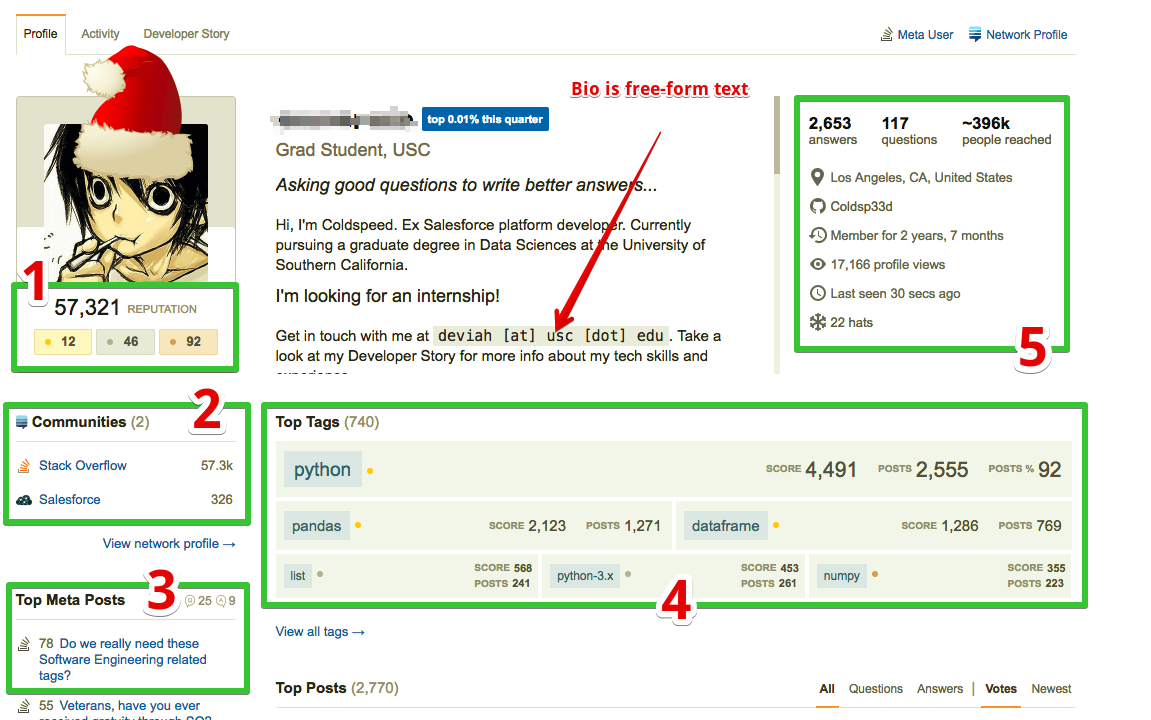 Profile
Activity
Developer Story
Meta User
Network Profile
Bio is free-form text
top 0.01% this quarter
Grad Student, USC
Asking good questions to write better answers...
Hi, I'm Coldspeed. Ex Salesforce platform developer. Currently
pursuing a graduate degree in Data Sciences at the University of
Southern California.
I'm looking for an internship!
Get in touch with me at deviah [at] usc [dot] edu. Take a
look at my Developer Story for more info about my tech skills and
experience.
1
57,321 REPUTATION
12 46 92
2,653 117 ~396k
answers questions people reached
Los Angeles, CA, United States
Coldsp33d
Member for 2 years, 7 months
17,166 profile views
Last seen 30 secs ago
22 hats
5
2
Communities (2)
Stack Overflow 57.3k
Salesforce 326
View network profile →
3
Top Meta Posts 25 9
78 Do we really need these
Software Engineering related
tags?
55 Veterans, have you ever
received gratuity through SO?
Top Tags (740)
python SCORE 4,491 POSTS 2,555 POSTS % 92
pandas SCORE 2,123 POSTS 1,271
dataframe SCORE 1,286 POSTS 769
list SCORE 568
POSTS 241
python-3.x SCORE 453
POSTS 261
numpy SCORE 355
POSTS 223
4
View all tags →
Top Posts (2,770)
All Questions Answers | Votes Newest